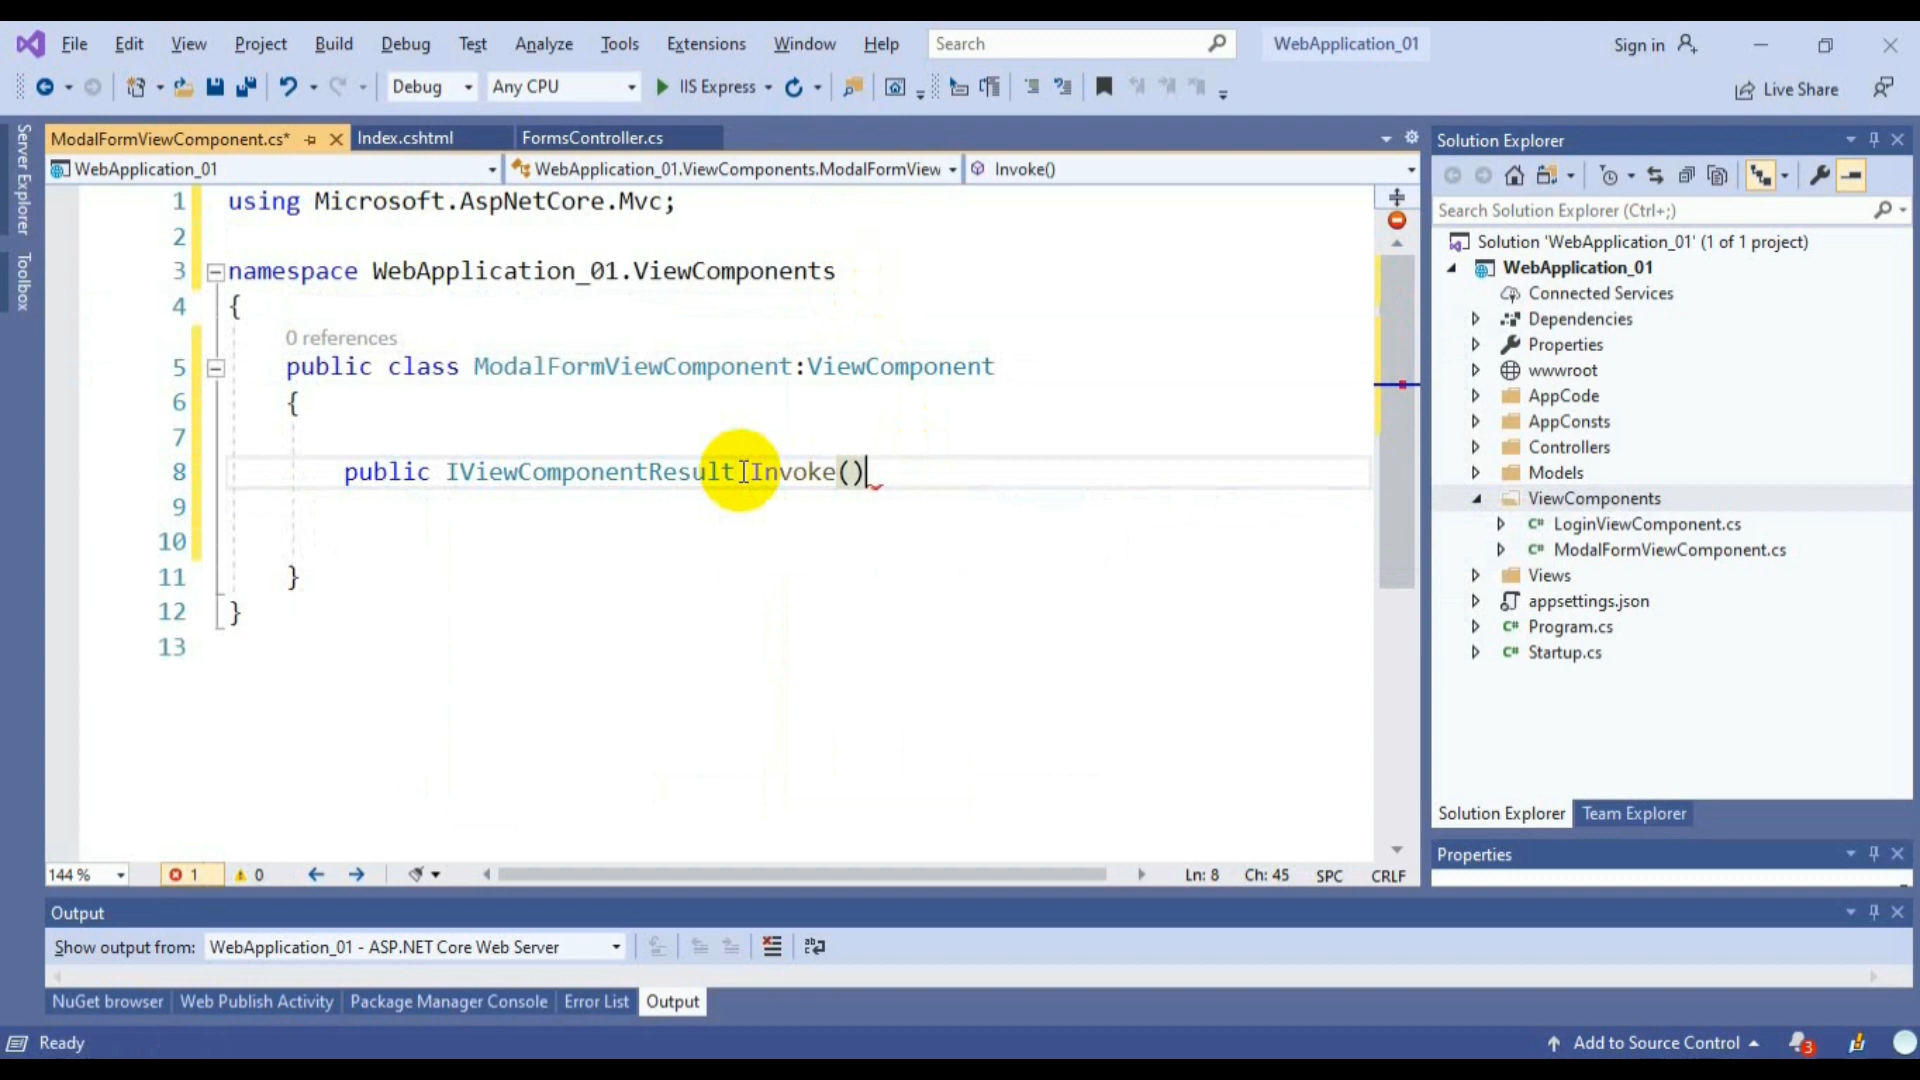 File Edit View Project Build Debug Test Analyze Tools Extensions Window Help Search WebApplication_01 Sign in
Debug Any CPU IIS Express Live Share
Server Explorer
Toolbox
ModalFormViewComponent.cs* Index.cshtml FormsController.cs
WebApplication_01 WebApplication_01.ViewComponents.ModalFormView Invoke()
1 using Microsoft.AspNetCore.Mvc;
2
3 namespace WebApplication_01.ViewComponents
4 {
0 references
5 public class ModalFormViewComponent:ViewComponent
6 {
7
8 public IViewComponentResult Invoke()
9
10
11 }
12 }
13
144 % 1 0 Ln: 8 Ch: 45 SPC CRLF
Solution Explorer
Search Solution Explorer (Ctrl+;)
Solution 'WebApplication_01' (1 of 1 project)
WebApplication_01
Connected Services
Dependencies
Properties
wwwroot
AppCode
AppConsts
Controllers
Models
ViewComponents
C# LoginViewComponent.cs
C# ModalFormViewComponent.cs
Views
appsettings.json
C# Program.cs
C# Startup.cs
Solution Explorer Team Explorer
Properties
Output
Show output from: WebApplication_01 - ASP.NET Core Web Server
NuGet browser Web Publish Activity Package Manager Console Error List Output
Ready Add to Source Control 3